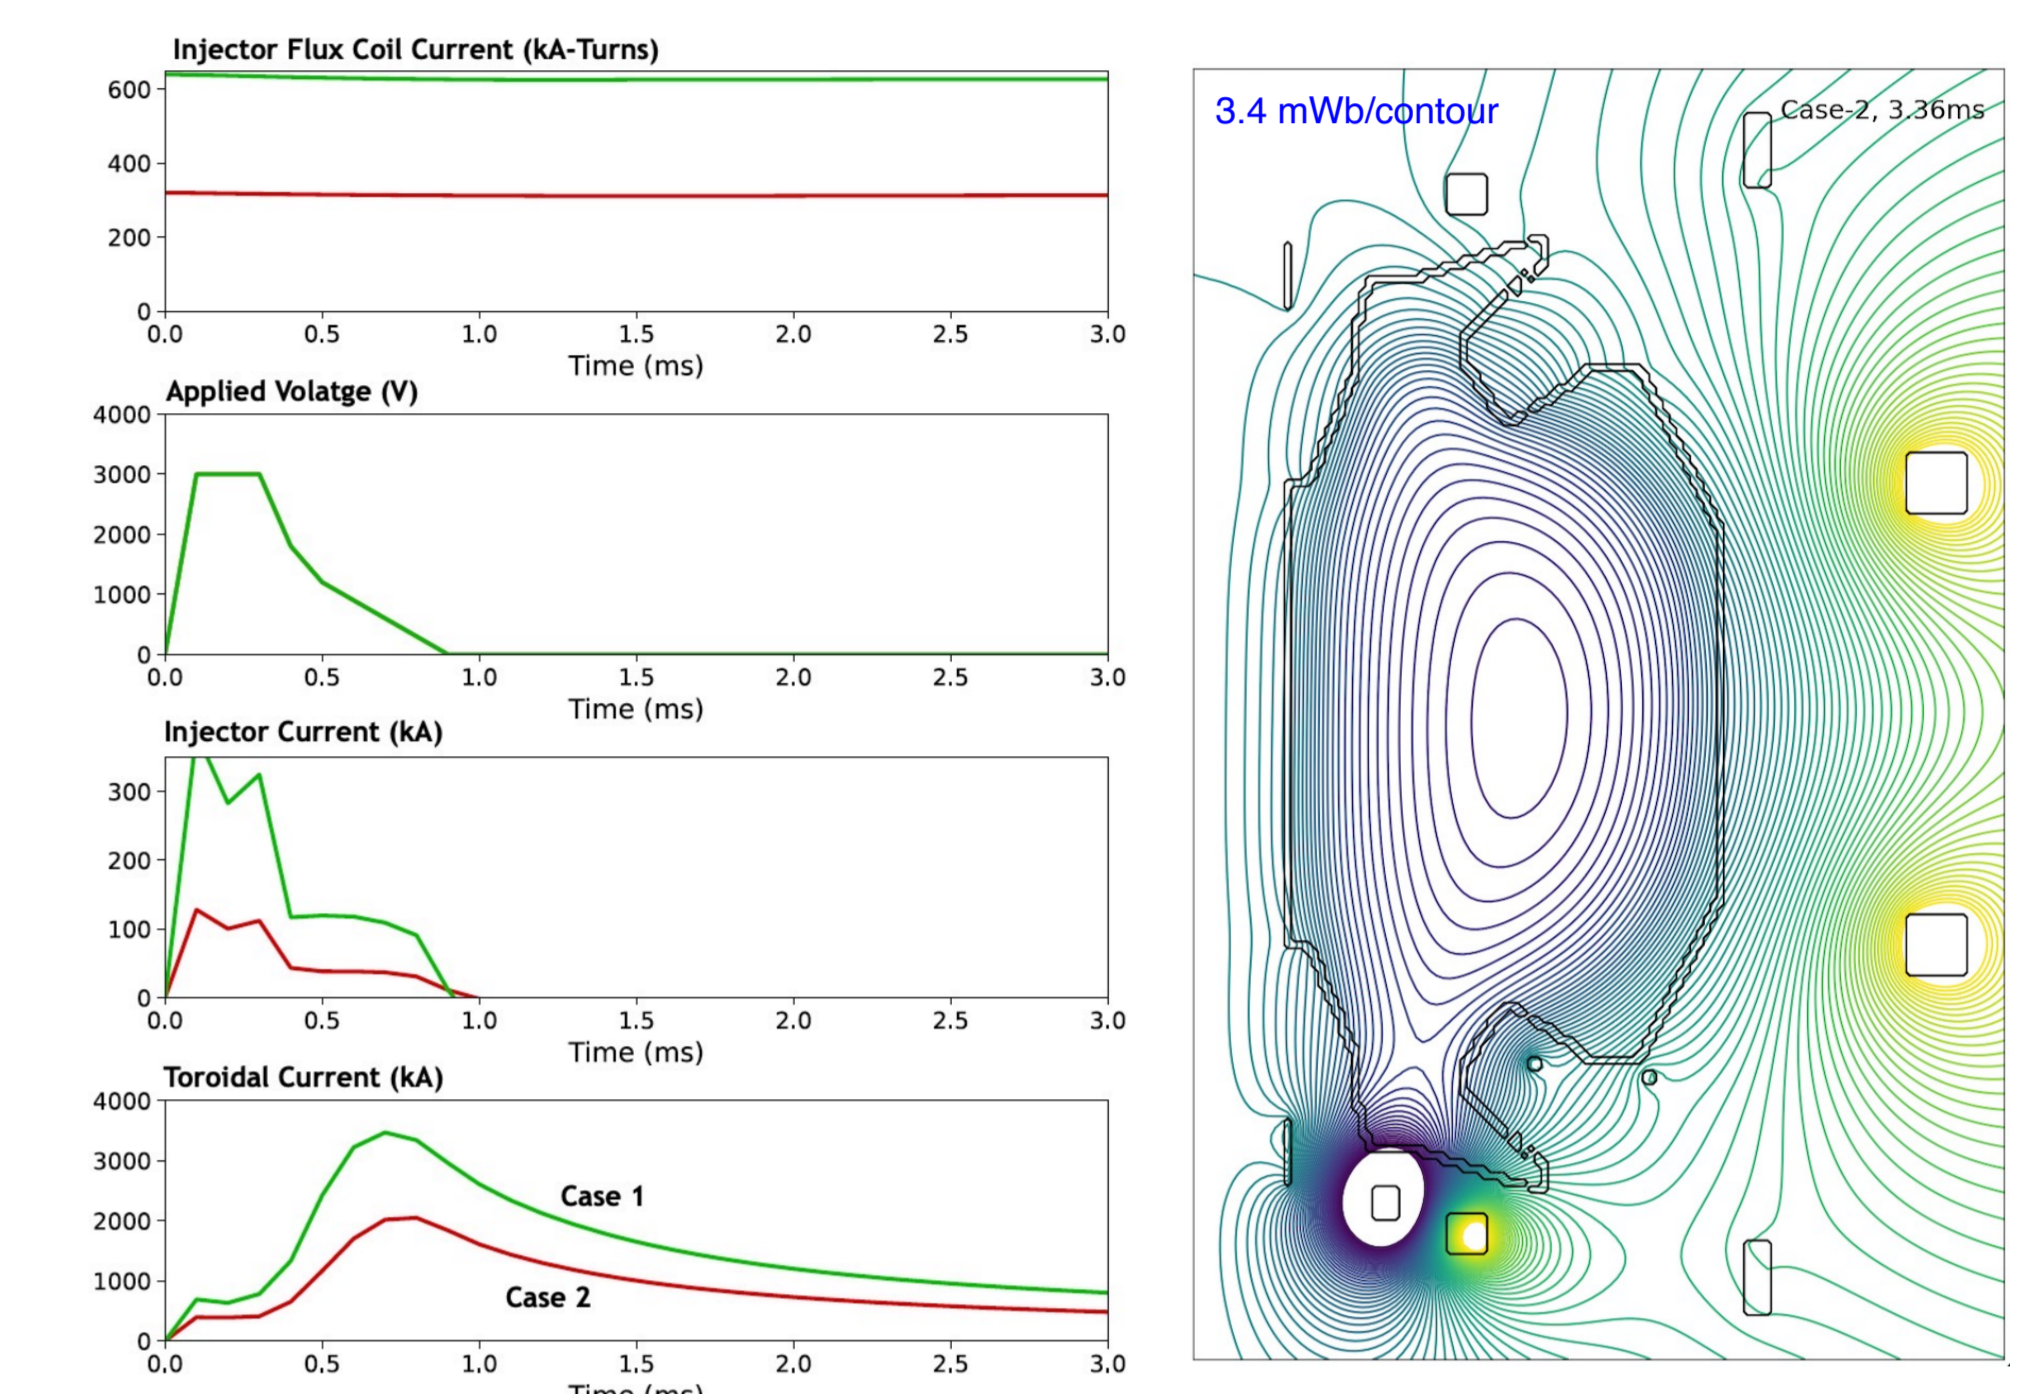 Injector Flux Coil Current (kA-Turns)
600
400
200
0
0.0 0.5 1.0 1.5 2.0 2.5 3.0
Time (ms)
Applied Volatge (V)
4000
3000
2000
1000
0
0.0 0.5 1.0 1.5 2.0 2.5 3.0
Time (ms)
Injector Current (kA)
300
200
100
0
0.0 0.5 1.0 1.5 2.0 2.5 3.0
Time (ms)
Toroidal Current (kA)
4000
3000
2000
1000
0
Case 1
Case 2
0.0 0.5 1.0 1.5 2.0 2.5 3.0
Time (ms)
3.4 mWb/contour
Case-2, 3.36ms